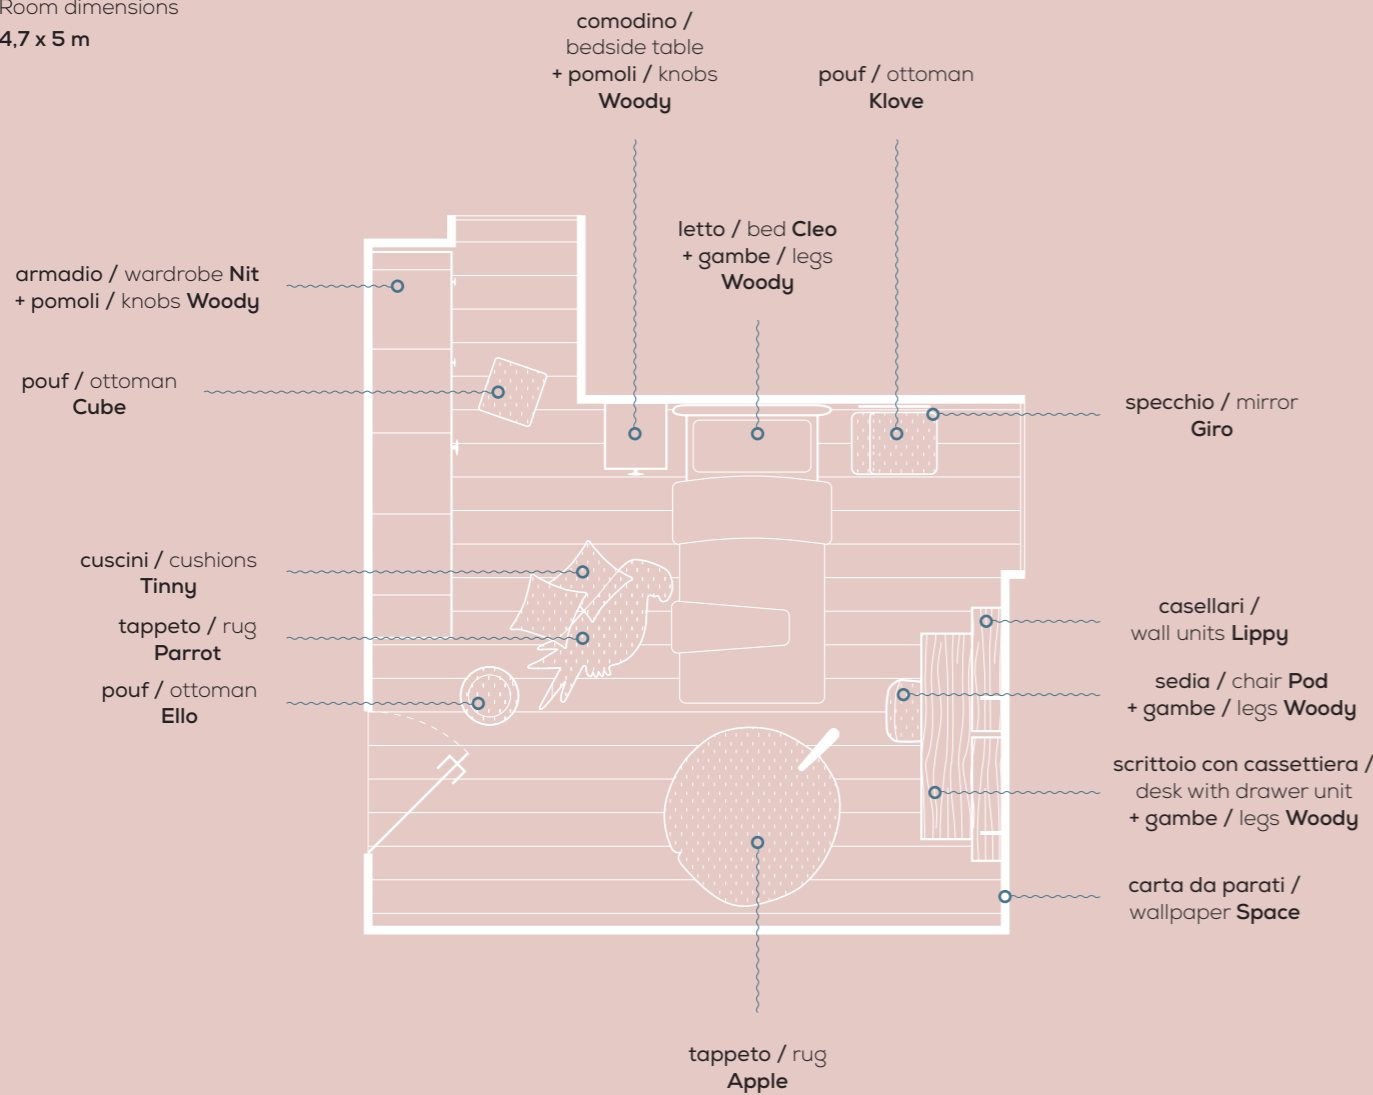 Room dimensions
4,7 x 5 m
comodino /
bedside table
+ pomoli / knobs
Woody
pouf / ottoman
Klove
letto / bed Cleo
+ gambe / legs
Woody
armadio / wardrobe Nit
+ pomoli / knobs Woody
pouf / ottoman
Cube
specchio / mirror
Giro
cuscini / cushions
Tinny
tappeto / rug
Parrot
pouf / ottoman
Ello
casellari /
wall units Lippy
sedia / chair Pod
+ gambe / legs Woody
scrittoio con cassettiera /
desk with drawer unit
+ gambe / legs Woody
carta da parati /
wallpaper Space
tappeto / rug
Apple